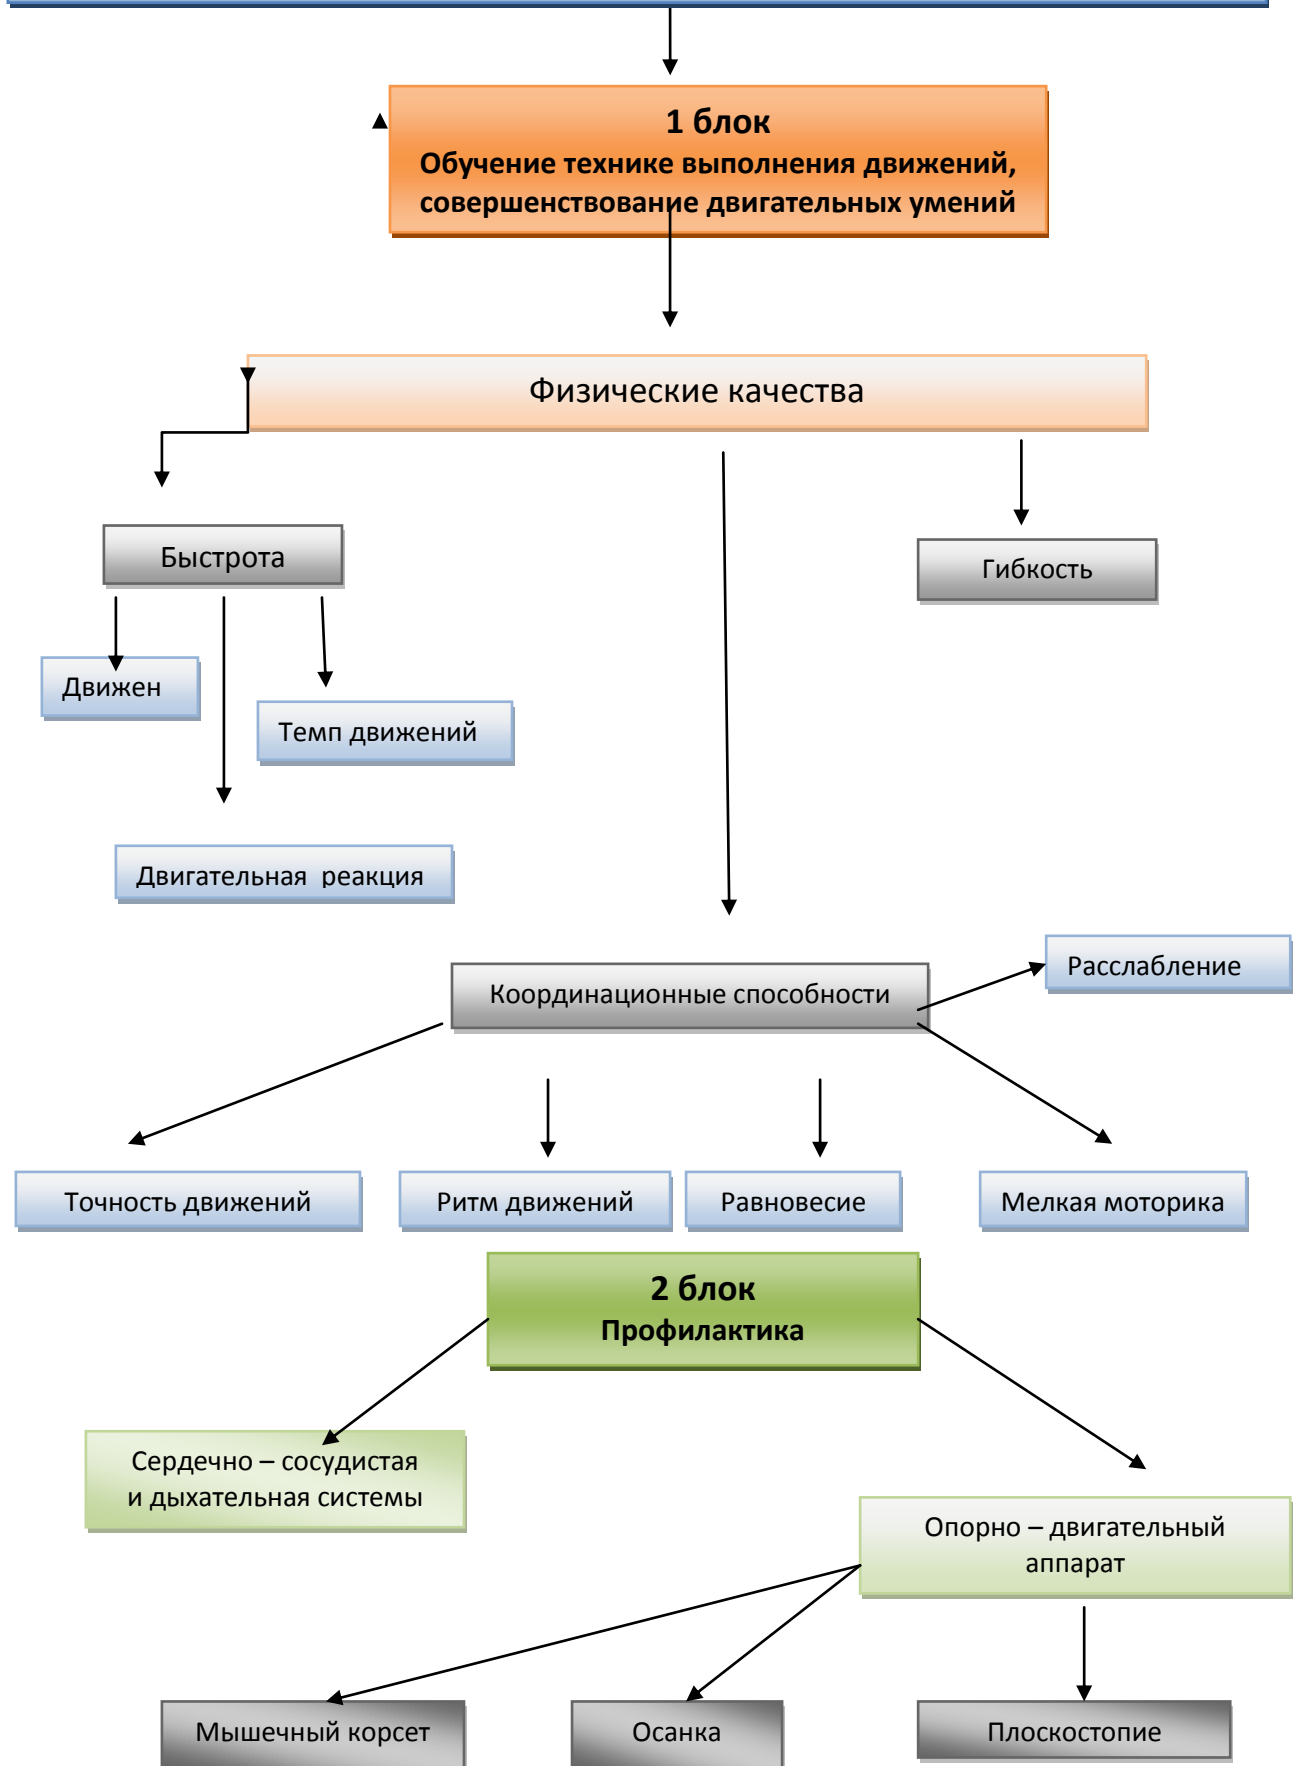 1 блок
Обучение технике выполнения движений,
совершенствование двигательных умений
Физические качества
Быстрота
Гибкость
Движен
Темп движений
Двигательная реакция
Расслабление
Координационные способности
Точность движений
Ритм движений
Равновесие
Мелкая моторика
2 блок
Профилактика
Сердечно – сосудистая
и дыхательная системы
Опорно – двигательный
аппарат
Мышечный корсет
Осанка
Плоскостопие